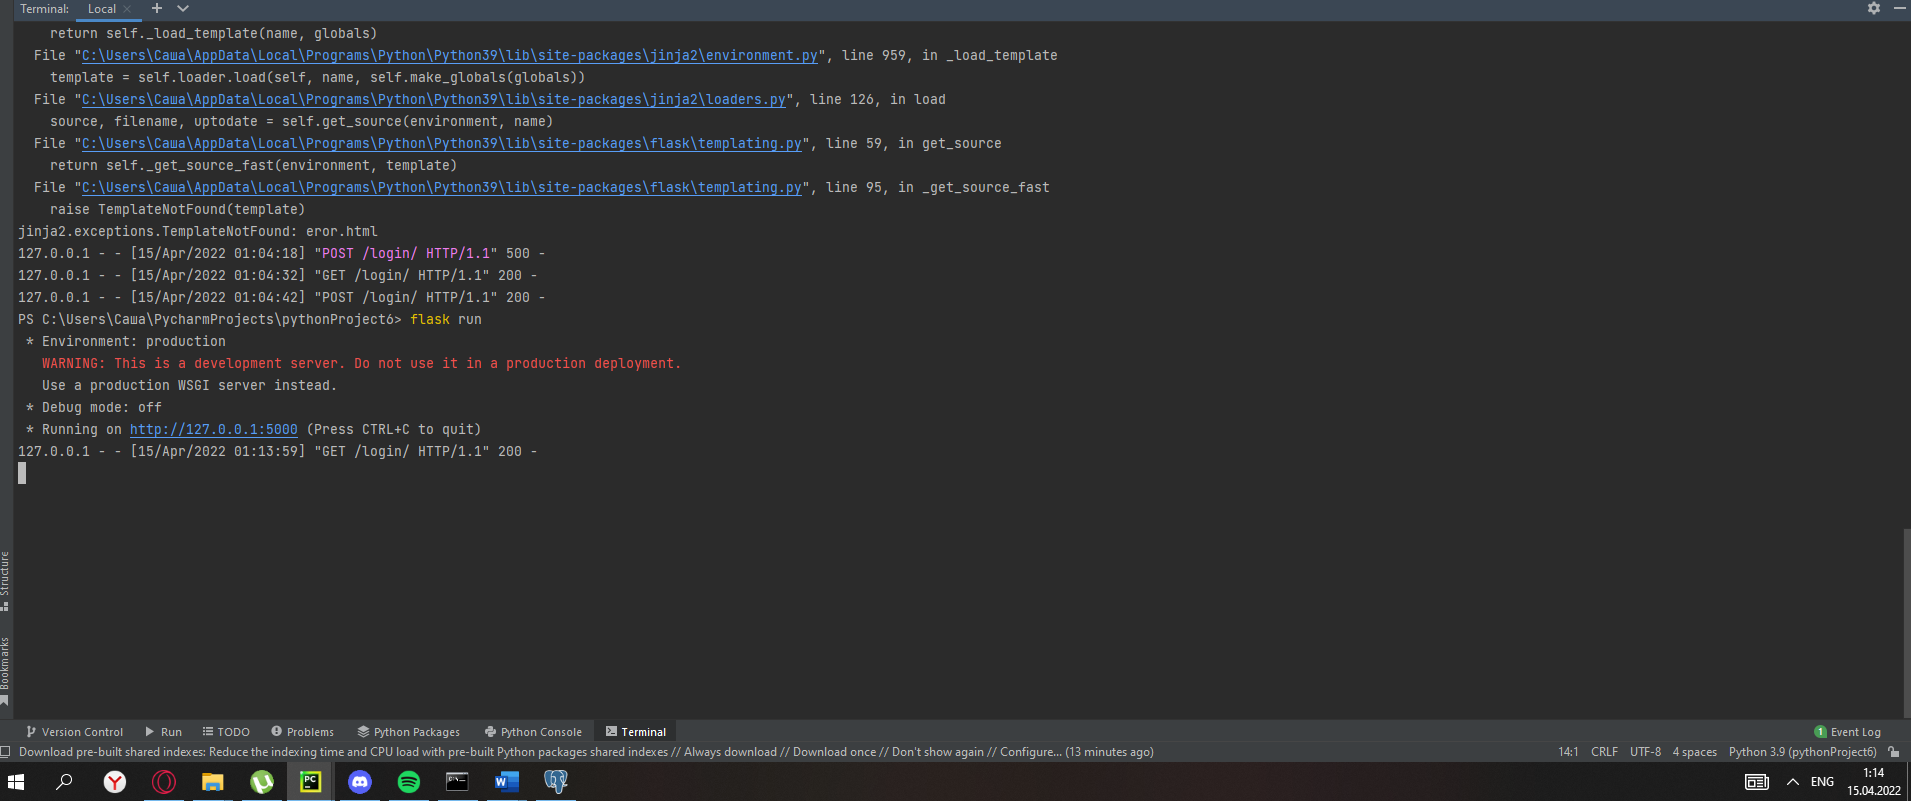 Terminal: Local
return self._load_template(name, globals)
File "C:\Users\Саша\AppData\Local\Programs\Python\Python39\lib\site-packages\jinja2\environment.py", line 959, in _load_template
template = self.loader.load(self, name, self.make_globals(globals))
File "C:\Users\Саша\AppData\Local\Programs\Python\Python39\lib\site-packages\jinja2\loaders.py", line 126, in load
source, filename, uptodate = self.get_source(environment, name)
File "C:\Users\Саша\AppData\Local\Programs\Python\Python39\lib\site-packages\flask\templating.py", line 59, in get_source
return self._get_source_fast(environment, template)
File "C:\Users\Саша\AppData\Local\Programs\Python\Python39\lib\site-packages\flask\templating.py", line 95, in _get_source_fast
raise TemplateNotFound(template)
jinja2.exceptions.TemplateNotFound: eror.html
127.0.0.1 - - [15/Apr/2022 01:04:18] "POST /login/ HTTP/1.1" 500 -
127.0.0.1 - - [15/Apr/2022 01:04:32] "GET /login/ HTTP/1.1" 200 -
127.0.0.1 - - [15/Apr/2022 01:04:42] "POST /login/ HTTP/1.1" 200 -
PS C:\Users\Саша\PycharmProjects\pythonProject6> flask run
* Environment: production
WARNING: This is a development server. Do not use it in a production deployment.
Use a production WSGI server instead.
* Debug mode: off
* Running on http://127.0.0.1:5000 (Press CTRL+C to quit)
127.0.0.1 - - [15/Apr/2022 01:13:59] "GET /login/ HTTP/1.1" 200 -
Structure
Bookmarks
Version Control Run TODO Problems Python Packages Python Console Terminal 1 Event Log
Download pre-built shared indexes: Reduce the indexing time and CPU load with pre-built Python packages shared indexes // Always download // Download once // Don't show again // Configure... (13 minutes ago) 14:1 CRLF UTF-8 4 spaces Python 3.9 (pythonProject6)
Y PC W ENG 1:14
15.04.2022